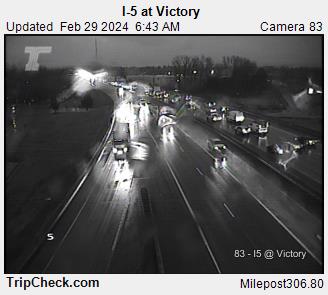 I-5 at Victory
Updated Feb 29 2024 6:43 AM Camera 83
T
S
83 - I5 @ Victory
TripCheck.com Milepost306.80